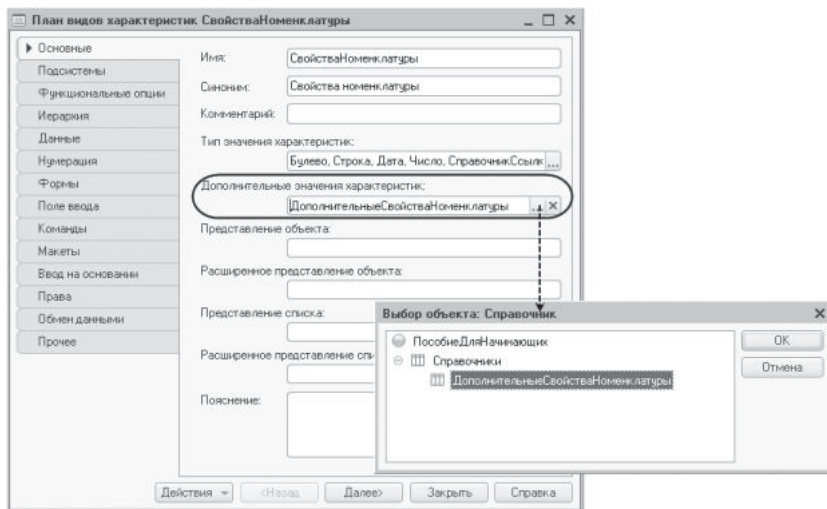 План видов характеристик СвойстваНоменклатуры
Основные
Подсистемы
Функциональные опции
Иерархия
Данные
Нумерация
Формы
Поле ввода
Команды
Макеты
Ввод на основании
Права
Обмен данными
Прочее
Имя: СвойстваНоменклатуры
Синоним: Свойства номенклатуры
Комментарий:
Тип значения характеристик:
Булево, Строка, Дата, Число, СправочникСсылк ...
Дополнительные значения характеристик:
ДополнительныеСвойстваНоменклатуры ...
Представление объекта:
Расширенное представление объекта:
Представление списка:
Расширенное представление спи
Пояснение:
Действия <Назад Далее> Закрыть Справка
Выбор объекта: Справочник
ПособиеДляНачинающих
Справочники
ДополнительныеСвойстваНоменклатуры
OK
Отмена